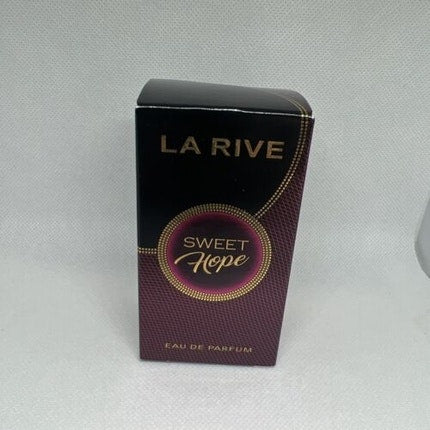 LA RIVE
SWEET
Hope
EAU DE PARFUM